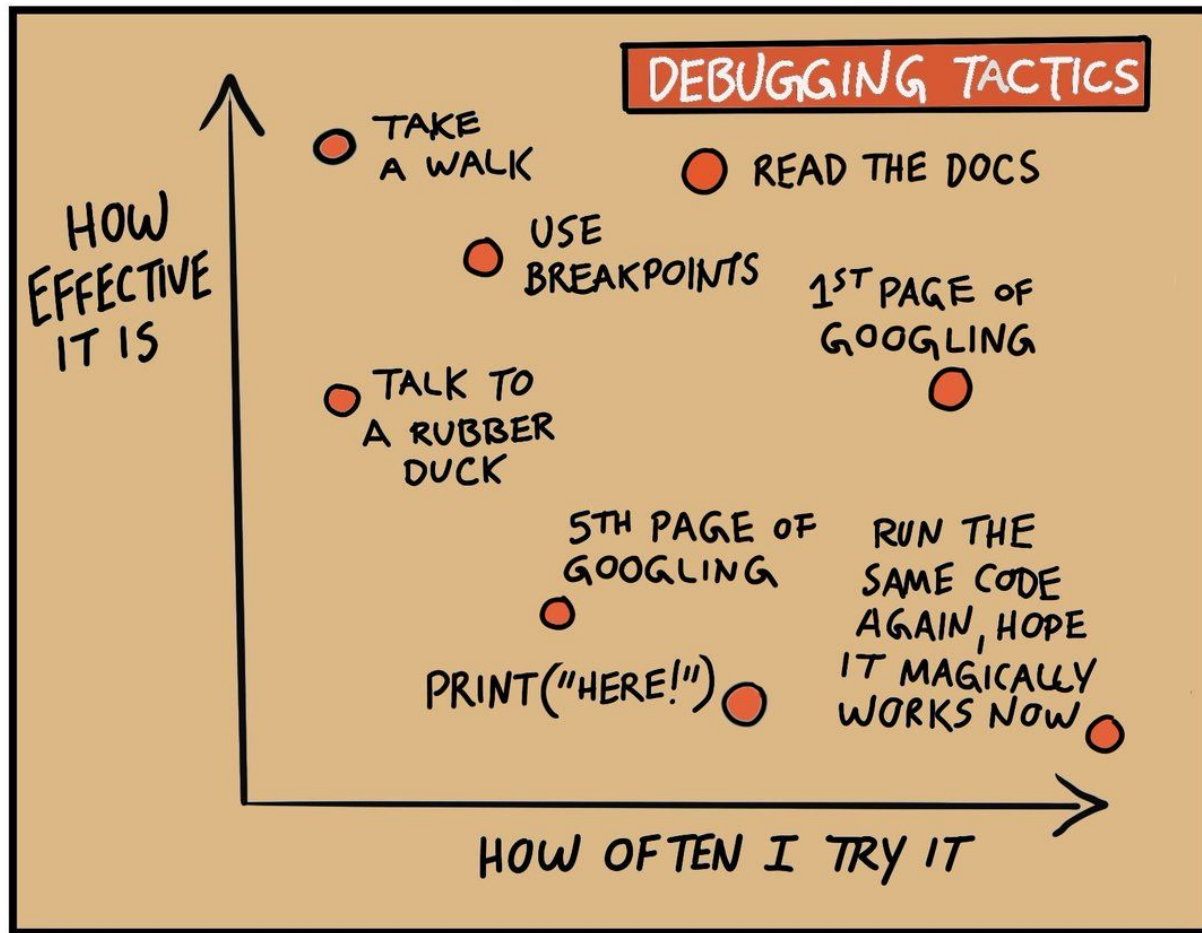 DEBUGGING TACTICS
TAKE
A WALK
READ THE DOCS
HOW
EFFECTIVE
IT IS
USE
BREAKPOINTS
1ST PAGE OF
GOOGLING
TALK TO
A RUBBER
DUCK
5TH PAGE OF
GOOGLING
RUN THE
SAME CODE
AGAIN, HOPE
IT MAGICALLY
WORKS NOW
PRINT("HERE!")
HOW OFTEN I TRY IT